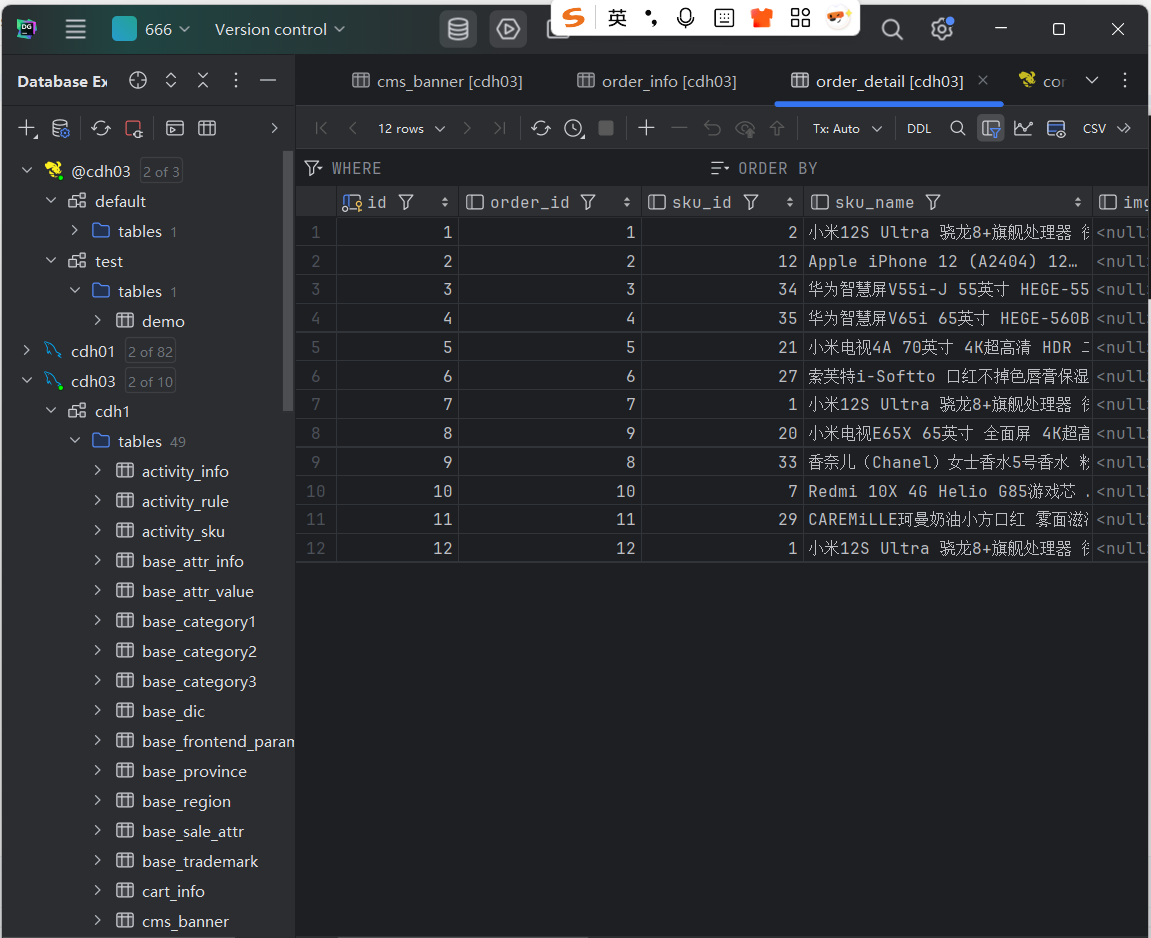 666 Version control 英
Database Ex cms_banner [cdh03] order_info [cdh03] order_detail [cdh03]
12 rows Tx: Auto DDL CSV
WHERE ORDER BY
id order_id sku_id sku_name
1 1 1 2 小米12S Ultra 骁龙8+旗舰处理器
2 2 2 12 Apple iPhone 12 (A2404) 12… <null
3 3 3 34 华为智慧屏V55i-J 55英寸 HEGE-55 <null
4 4 4 35 华为智慧屏V65i 65英寸 HEGE-560B <null
5 5 5 21 小米电视4A 70英寸 4K超高清 HDR <null
6 6 6 27 索芙特i-Softto 口红不掉色唇膏保湿 <null
7 7 7 1 小米12S Ultra 骁龙8+旗舰处理器 <null
8 8 9 20 小米电视E65X 65英寸 全面屏 4K超高 <null
9 9 8 33 香奈儿（Chanel）女士香水5号香水 <null
10 10 10 7 Redmi 10X 4G Helio G85游戏芯 <null
11 11 11 29 CAREMiLLE珂曼奶油小方口红 雾面滋 <null
12 12 12 1 小米12S Ultra 骁龙8+旗舰处理器 <null
@cdh03 2 of 3
default
tables 1
test
tables 1
demo
cdh01 2 of 82
cdh03 2 of 10
cdh1
tables 49
activity_info
activity_rule
activity_sku
base_attr_info
base_attr_value
base_category1
base_category2
base_category3
base_dic
base_frontend_param
base_province
base_region
base_sale_attr
base_trademark
cart_info
cms_banner